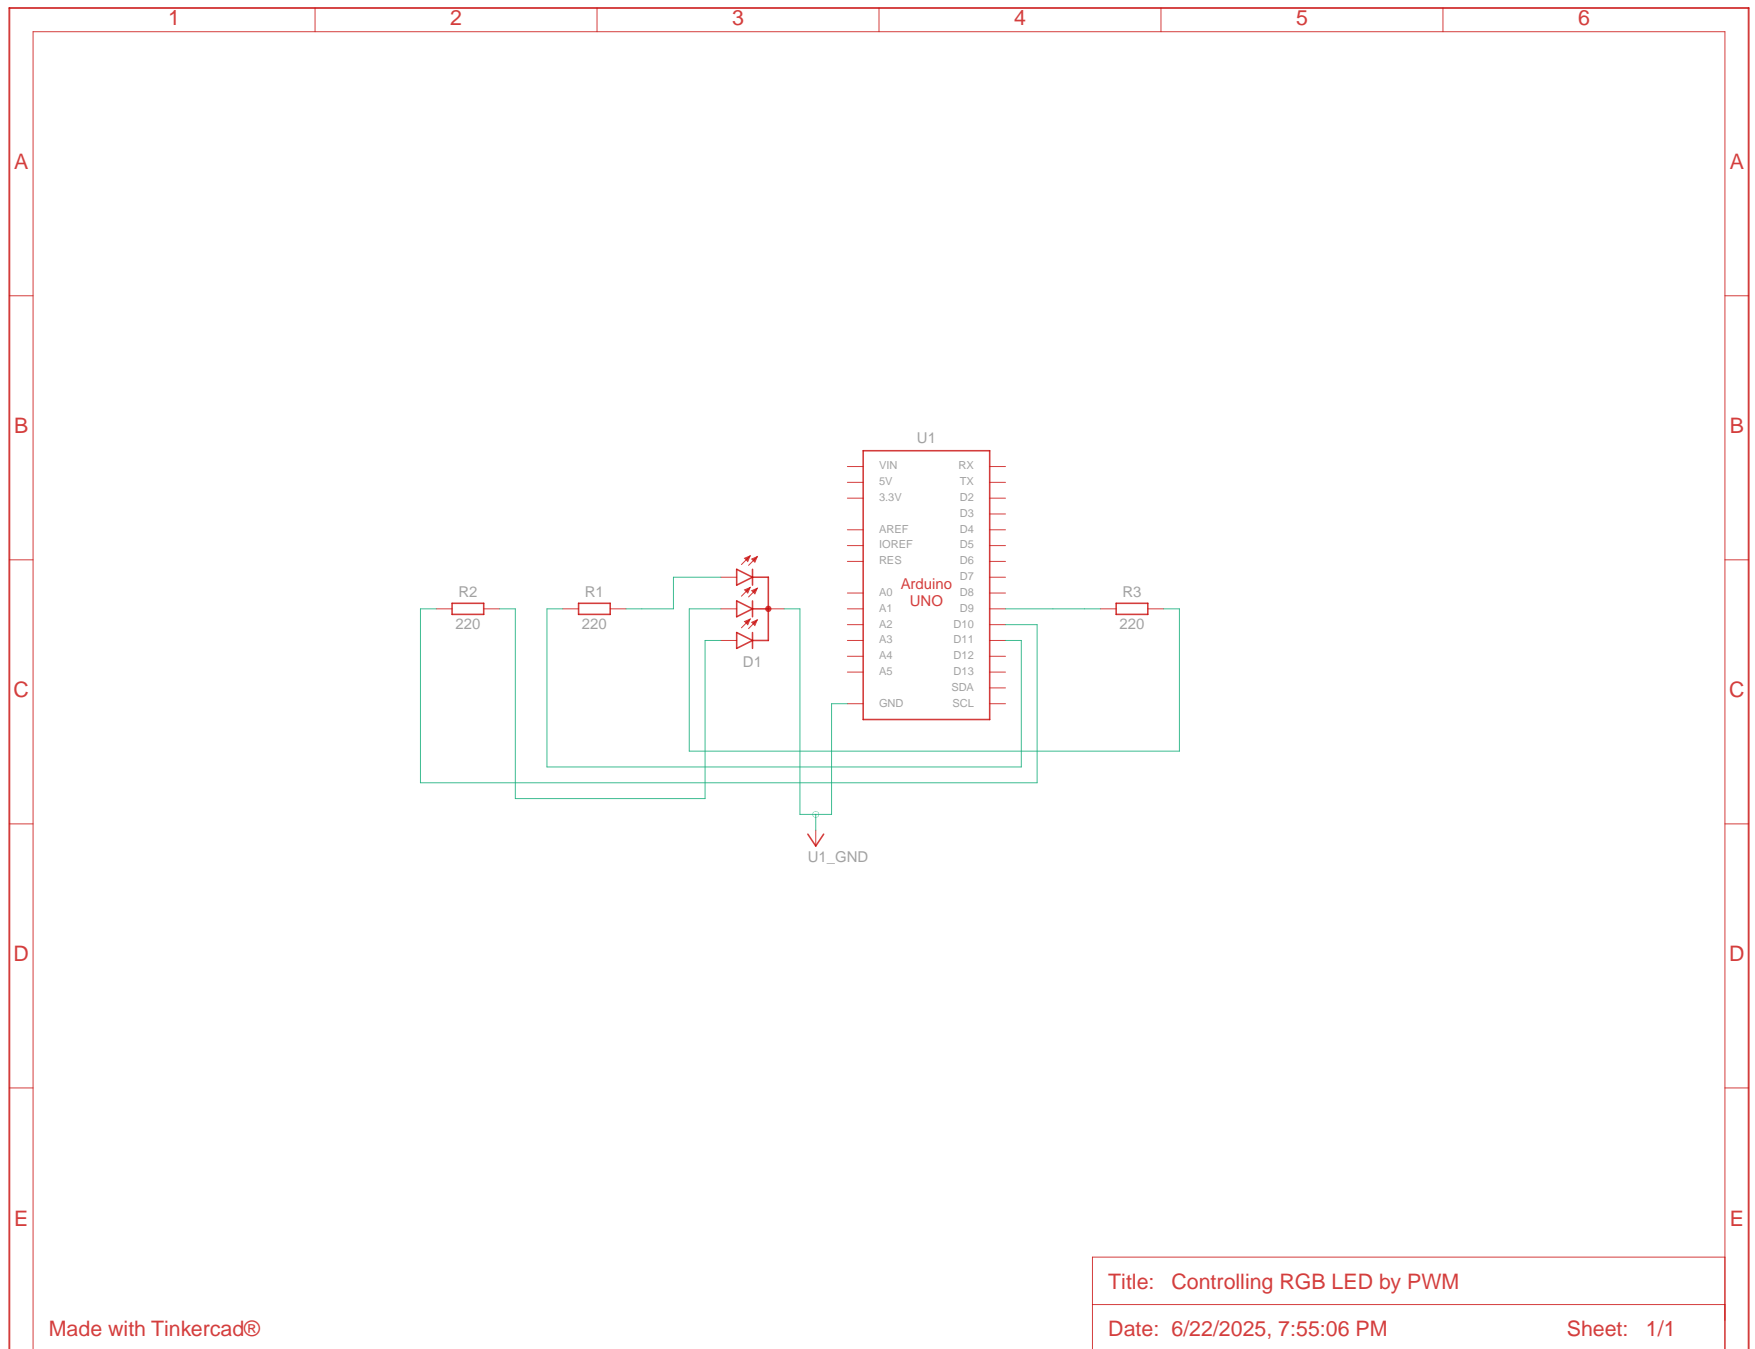 1 2 3 4 5 6
A A
B B
U1
VIN RX
5V TX
3.3V D2
D3
AREF D4
IOREF D5
RES D6
D7
Arduino
UNO
A0 D8
A1 D9
A2 D10
A3 D11
A4 D12
A5 D13
SDA
GND SCL
R2 R1 R3
220 220 220
D1
C C
U1_GND
D D
E E
Title: Controlling RGB LED by PWM
Made with Tinkercad®
Date: 6/22/2025, 7:55:06 PM Sheet: 1/1